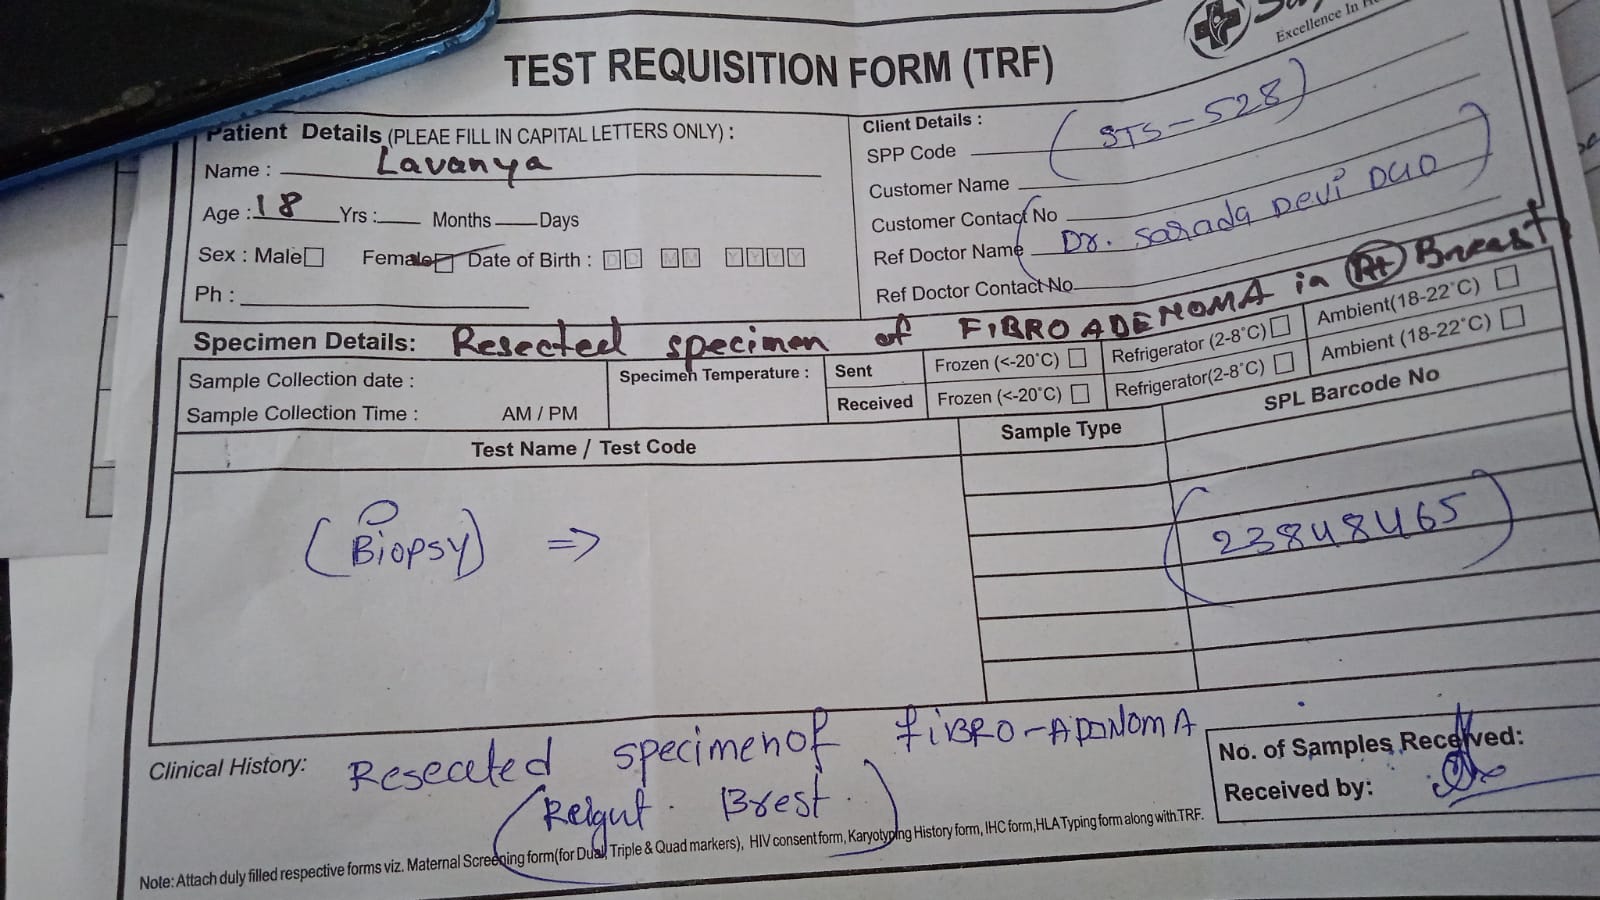 Excellence In
TEST REQUISITION FORM (TRF)
Patient Details (PLEAE FILL IN CAPITAL LETTERS ONLY) :
Name : Lavanya
Age : 18 Yrs : Months Days
Sex : Male Female Date of Birth : DD MM YYYY
Ph :
Client Details :
SPP Code (STS-528)
Customer Name
Customer Contact No
Ref Doctor Name Dr. Sarada Devi DGO
Ref Doctor Contact No.
Specimen Details: Resected specimen of FIBROADENOMA in Rt Breast
Sample Collection date :
Sample Collection Time : AM / PM
Specimen Temperature :
Sent Frozen (<-20°C) Refrigerator (2-8°C) Ambient(18-22°C)
Received Frozen (<-20°C) Refrigerator(2-8°C) Ambient (18-22°C)
Test Name / Test Code Sample Type SPL Barcode No
(Biopsy) =>
(23848465)
Clinical History: Resected specimen of FiBRO-ADINOMA
(Reigut. Brest.)
No. of Samples Received:
Received by:
Note: Attach duly filled respective forms viz. Maternal Screening form(for Dual, Triple & Quad markers), HIV consent form, Karyotyping History form, IHC form,HLA Typing form along with TRF.